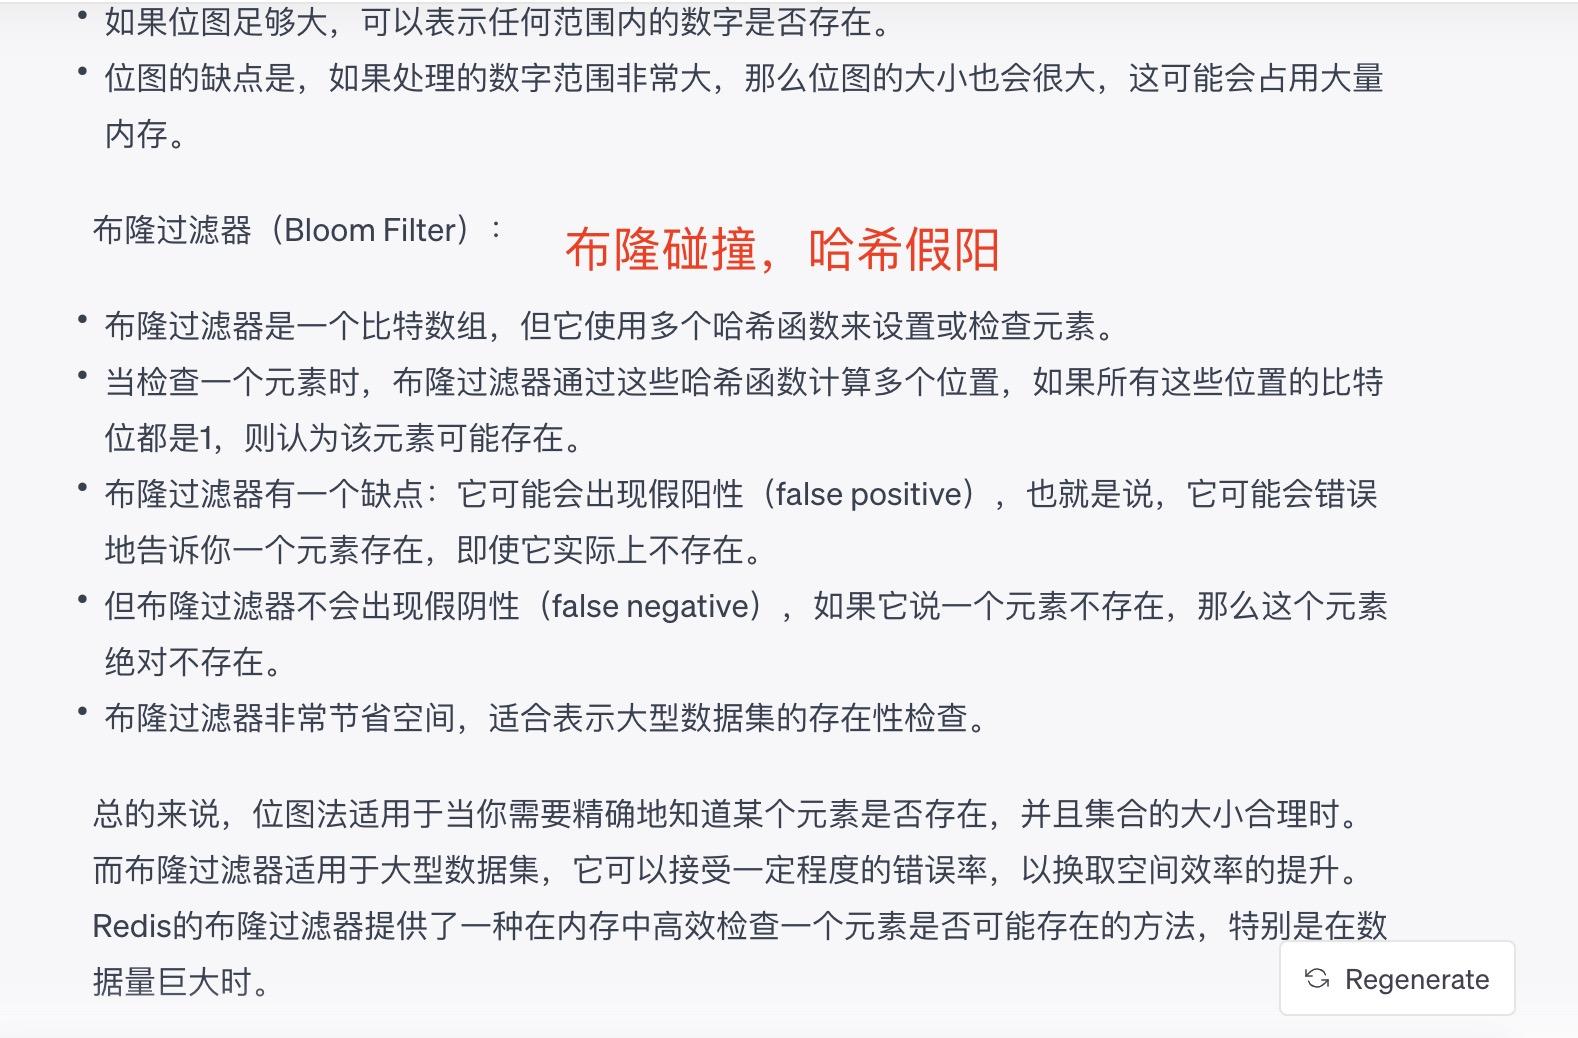 • 如果位图足够大，可以表示任何范围内的数字是否存在。
• 位图的缺点是，如果处理的数字范围非常大，那么位图的大小也会很大，这可能会占用大量
内存。
布隆过滤器（Bloom Filter）：
布隆碰撞，哈希假阳
• 布隆过滤器是一个比特数组，但它使用多个哈希函数来设置或检查元素。
• 当检查一个元素时，布隆过滤器通过这些哈希函数计算多个位置，如果所有这些位置的比特
位都是1，则认为该元素可能存在。
• 布隆过滤器有一个缺点：它可能会出现假阳性（false positive），也就是说，它可能会错误
地告诉你一个元素存在，即使它实际上不存在。
• 但布隆过滤器不会出现假阴性（false negative），如果它说一个元素不存在，那么这个元素
绝对不存在。
• 布隆过滤器非常节省空间，适合表示大型数据集的存在性检查。
总的来说，位图法适用于当你需要精确地知道某个元素是否存在，并且集合的大小合理时。
而布隆过滤器适用于大型数据集，它可以接受一定程度的错误率，以换取空间效率的提升。
Redis的布隆过滤器提供了一种在内存中高效检查一个元素是否可能存在的方法，特别是在数
据量巨大时。
Regenerate